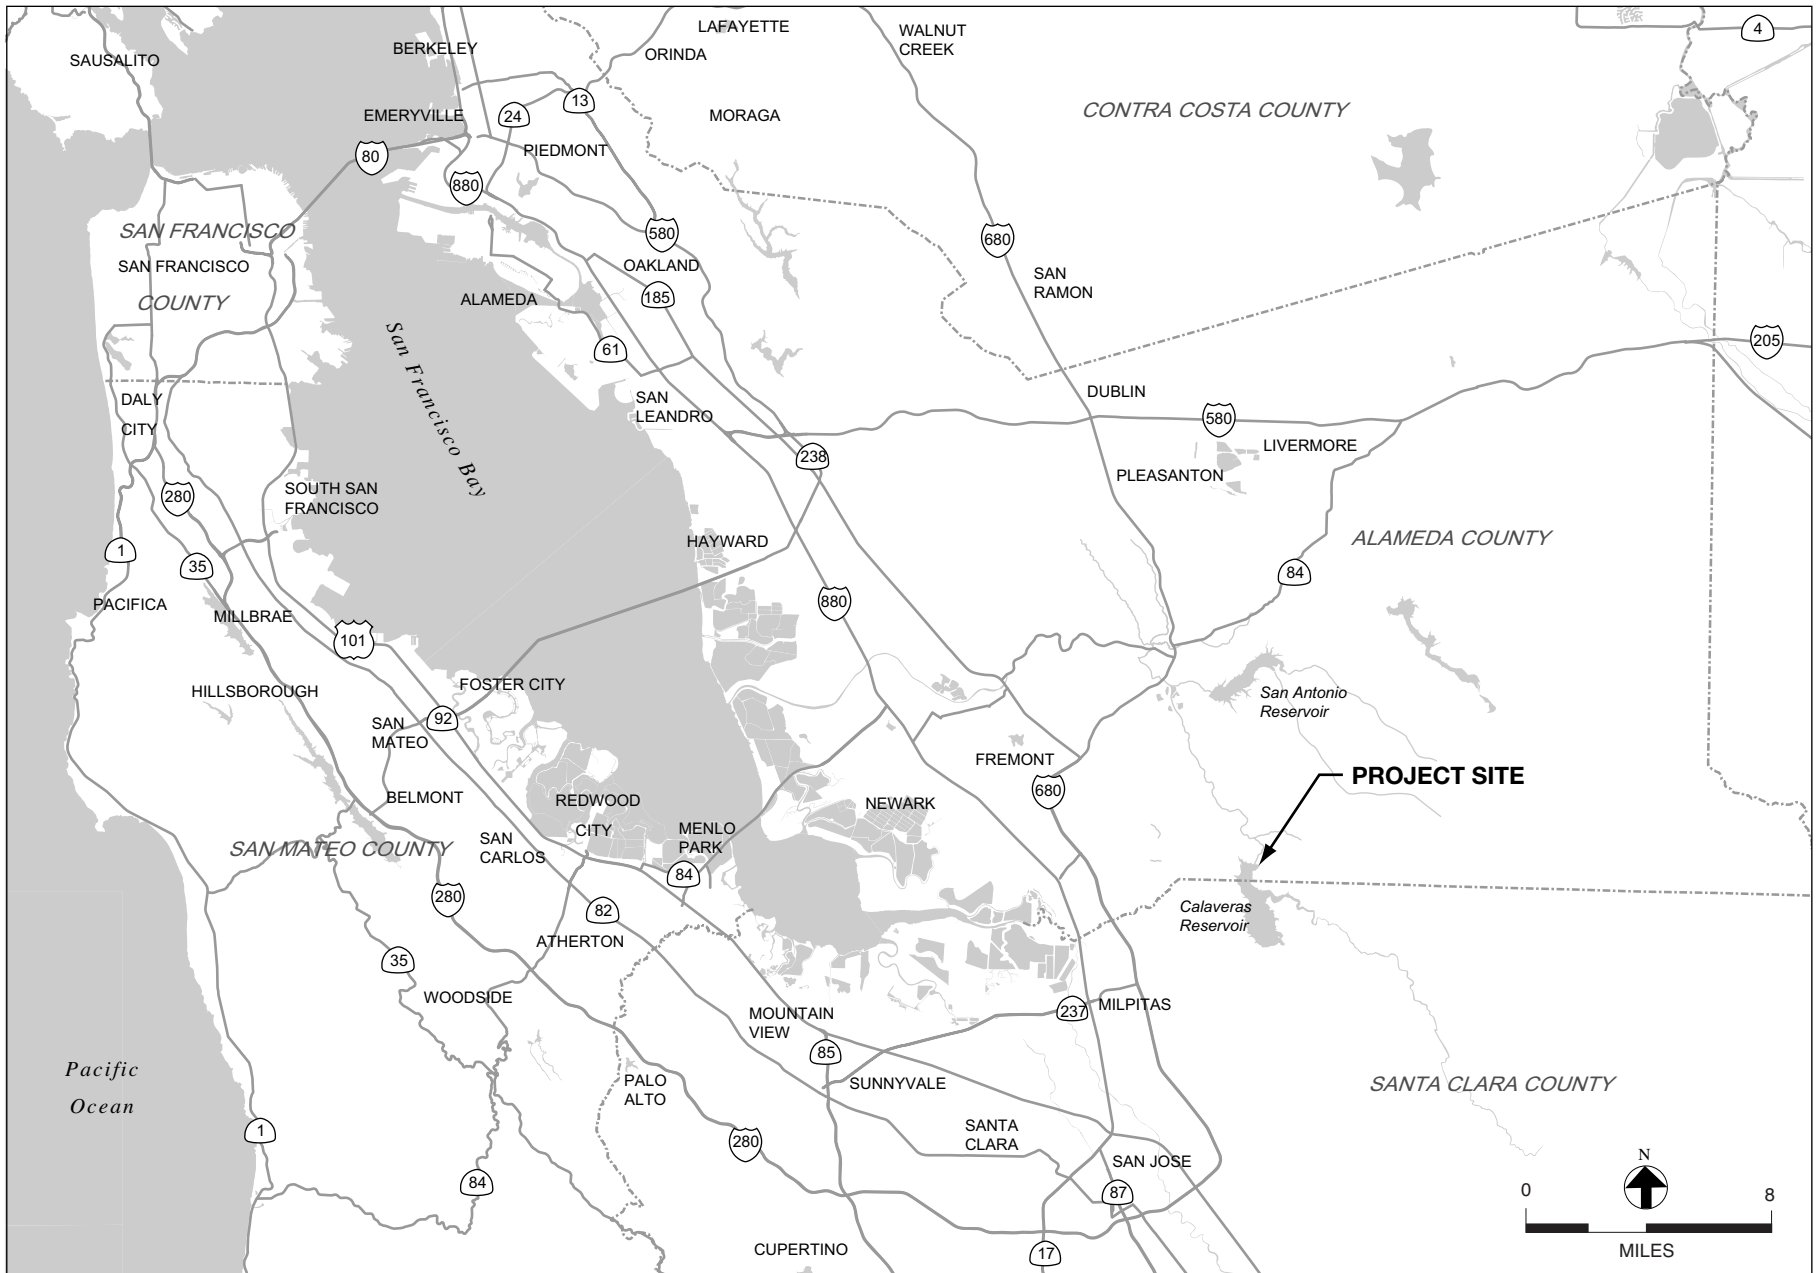 LAFAYETTE
WALNUT
CREEK
4
BERKELEY
ORINDA
SAUSALITO
13
CONTRA COSTA COUNTY
EMERYVILLE
24
MORAGA
PIEDMONT
80
880
SAN FRANCISCO
580
680
SAN FRANCISCO
OAKLAND
SAN
RAMON
COUNTY
ALAMEDA
185
San Francisco Bay
61
205
DALY
CITY
SAN
LEANDRO
DUBLIN
580
LIVERMORE
238
PLEASANTON
280
SOUTH SAN
FRANCISCO
1
HAYWARD
ALAMEDA COUNTY
35
84
PACIFICA
MILLBRAE
880
101
HILLSBOROUGH
FOSTER CITY
San Antonio
Reservoir
SAN
MATEO
92
FREMONT
PROJECT SITE
680
BELMONT
REDWOOD
CITY
NEWARK
SAN MATEO COUNTY
SAN
CARLOS
MENLO
PARK
84
280
82
Calaveras
Reservoir
ATHERTON
35
WOODSIDE
MOUNTAIN
VIEW
237
MILPITAS
85
Pacific
Ocean
PALO
ALTO
SUNNYVALE
SANTA CLARA COUNTY
1
280
SANTA
CLARA
SAN JOSE
N
84
87
0
8
CUPERTINO
17
MILES